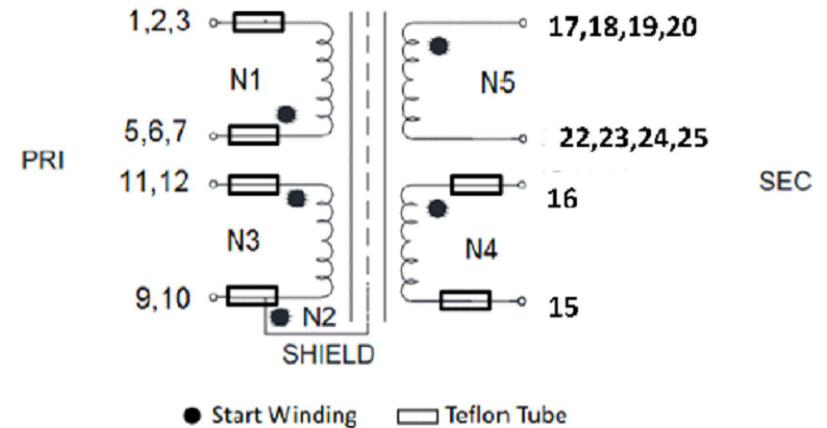 1,2,3
17,18,19,20
N1
N5
5,6,7
22,23,24,25
PRI
11,12
SEC
16
N3
N4
9,10
N2
15
SHIELD
Start Winding
Teflon Tube